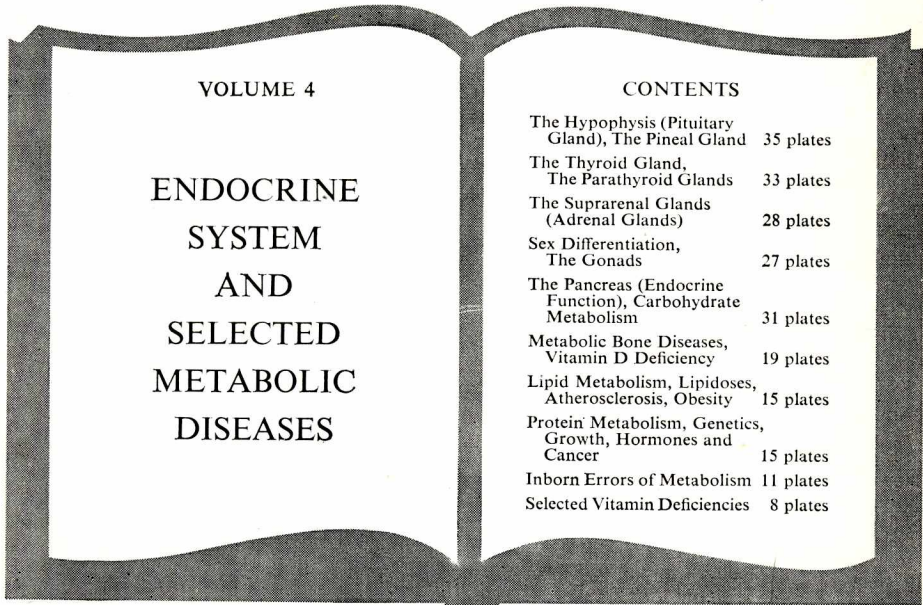 VOLUME 4
ENDOCRINE
SYSTEM
AND
SELECTED
METABOLIC
DISEASES
CONTENTS
The Hypophysis (Pituitary
Gland), The Pineal Gland 35 plates
The Thyroid Gland,
The Parathyroid Glands 33 plates
The Suprarenal Glands
(Adrenal Glands) 28 plates
Sex Differentiation,
The Gonads 27 plates
The Pancreas (Endocrine
Function), Carbohydrate
Metabolism 31 plates
Metabolic Bone Diseases,
Vitamin D Deficiency 19 plates
Lipid Metabolism, Lipidoses,
Atherosclerosis, Obesity 15 plates
Protein Metabolism, Genetics,
Growth, Hormones and
Cancer 15 plates
Inborn Errors of Metabolism 11 plates
Selected Vitamin Deficiencies 8 plates